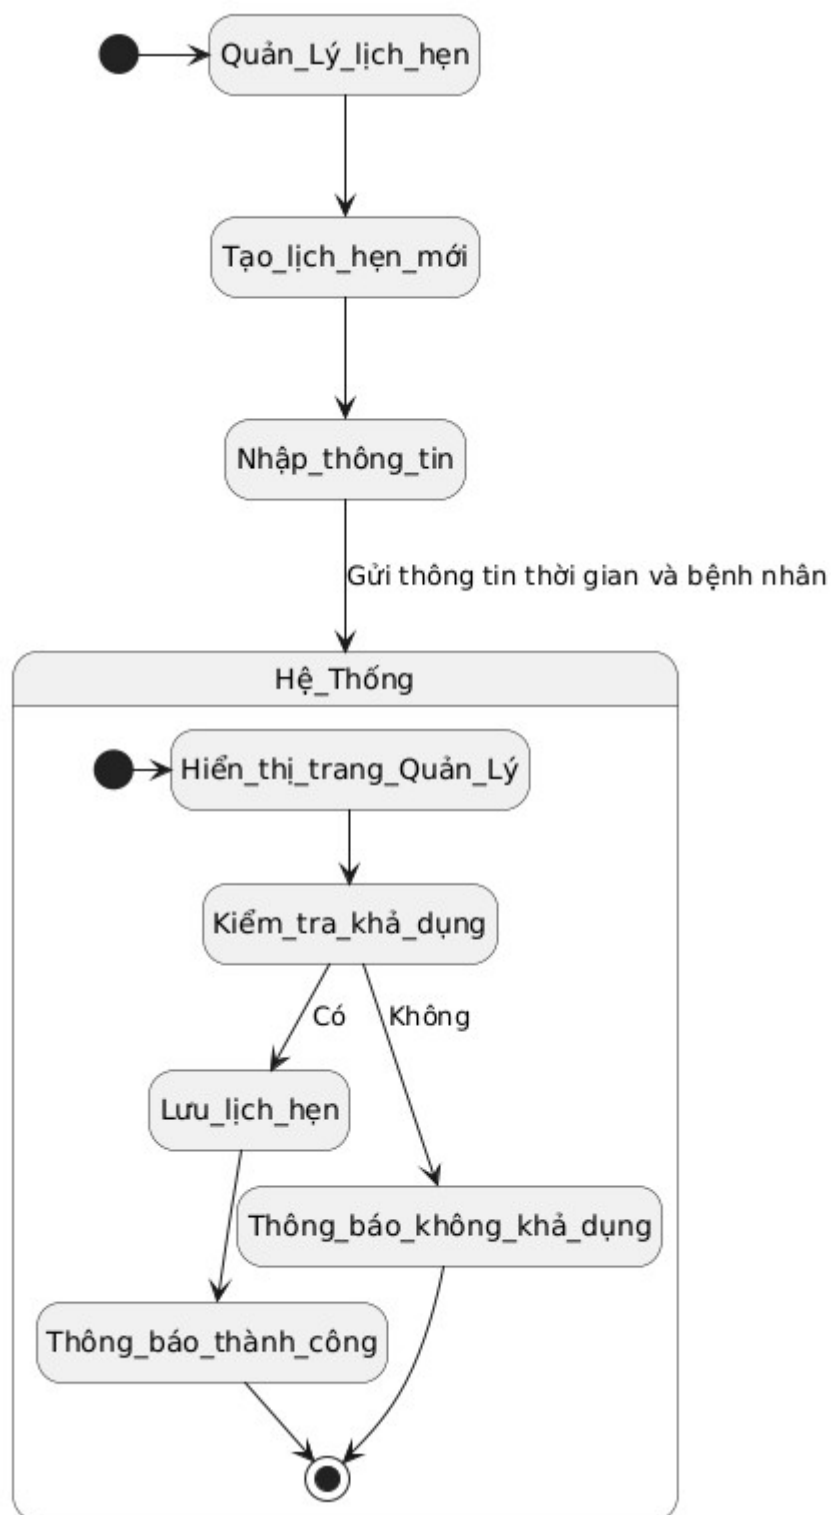 Quản_Lý_lịch_hẹn
Tạo_lịch_hẹn_mới
Nhập_thông_tin
Gửi thông tin thời gian và bệnh nhân
Hệ_Thống
Hiển_thị_trang_Quản_Lý
Kiểm_tra_khả_dụng
Có
Không
Lưu_lịch_hẹn
Thông_báo_không_khả_dụng
Thông_báo_thành_công